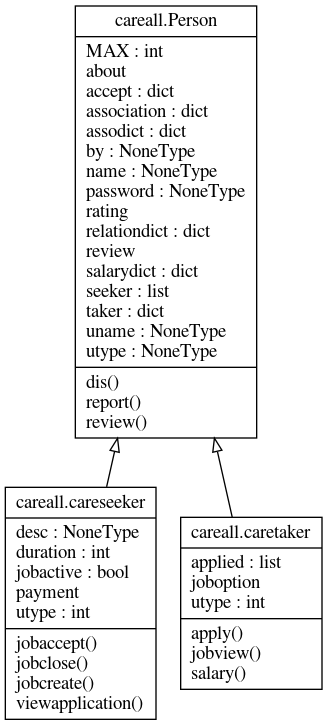 careall.Person
MAX : int
about
accept : dict
association : dict
assodict : dict
by : NoneType
name : NoneType
password : NoneType
rating
relationdict : dict
review
salarydict : dict
seeker : list
taker : dict
uname : NoneType
utype : NoneType
dis()
report()
review()
careall.careseeker
desc : NoneType
duration : int
jobactive : bool
payment
utype : int
jobaccept()
jobclose()
jobcreate()
viewapplication()
careall.caretaker
applied : list
joboption
utype : int
apply()
jobview()
salary()